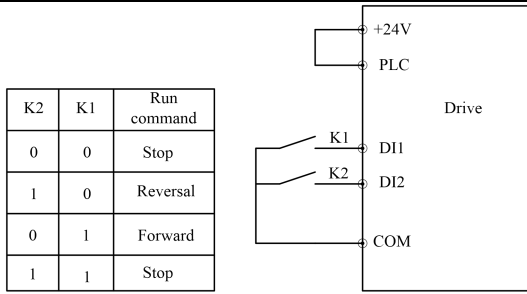 K2 K1 Run command
0 0 Stop
1 0 Reversal
0 1 Forward
1 1 Stop
+24V
PLC
Drive
K1 DI1
K2 DI2
COM